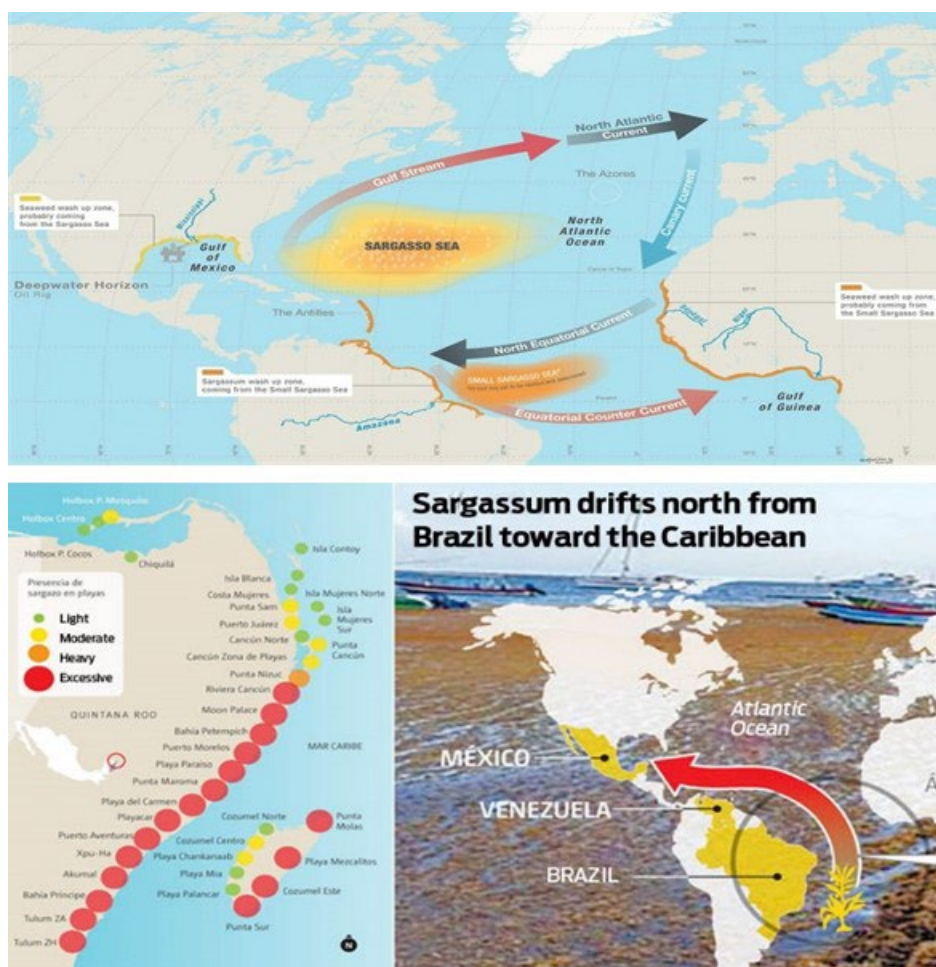 North Atlantic
Current
Gulf Stream
The Azores
Canary Current
Seaweed wash up zone,
probably coming
from the Sargasso Sea
Mississippi
Gulf
of
Mexico
Deepwater Horizon
Oil Rig
SARGASSO SEA
North
Atlantic
Ocean
The Antilles
Seaweed wash up zone,
probably coming from
the Small Sargasso Sea
Senegal
Niger
North Equatorial Current
Sargassum wash up zone,
coming from the Small Sargasso Sea
SMALL SARGASSO SEA
Equatorial Counter Current
Gulf
of Guinea
Amazona
Holbox P. Mosquito
Holbox Centro
Holbox P. Cocos
Chiquilá
Isla Contoy
Presencia de
sargazo en playas
Light
Moderate
Heavy
Excessive
Isla Blanca
Costa Mujeres
Isla Mujeres Norte
Punta Sam
Isla
Mujeres
Sur
Puerto Juárez
Cancún Norte
Punta
Cancún
Cancún Zona de Playas
Punta Nizuc
Riviera Cancún
QUINTANA ROO
Moon Palace
Bahía Petempich
MAR CARIBE
Puerto Morelos
Playa Paraíso
Punta Maroma
Playa del Carmen
Playacar
Puerto Aventuras
Xpu-Ha
Akumal
Bahía Príncipe
Tulum ZA
Tulum ZH
Cozumel Norte
Punta
Molas
Cozumel Centro
Playa Chankanaab
Playa Mezcalitos
Playa Mia
Playa Palancar
Cozumel Este
Punta Sur
N
Sargassum drifts north from
Brazil toward the Caribbean
Atlantic
Ocean
MÉXICO
VENEZUELA
BRAZIL
Á